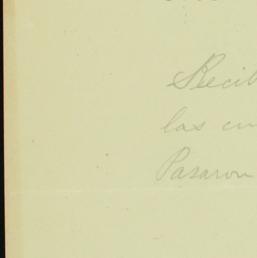 Recib
las cu
Pasaron